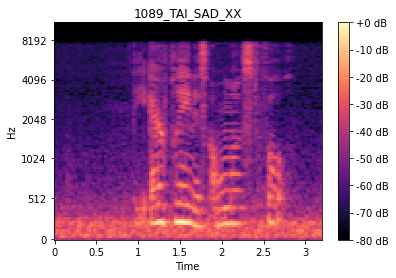 1089_TAI_SAD_XX
+0 dB
8192
-10 dB
4096
-20 dB
-30 dB
2048
Hz
-40 dB
1024
-50 dB
512
-60 dB
-70 dB
0
-80 dB
0 0.5 1 1.5 2 2.5 3
Time